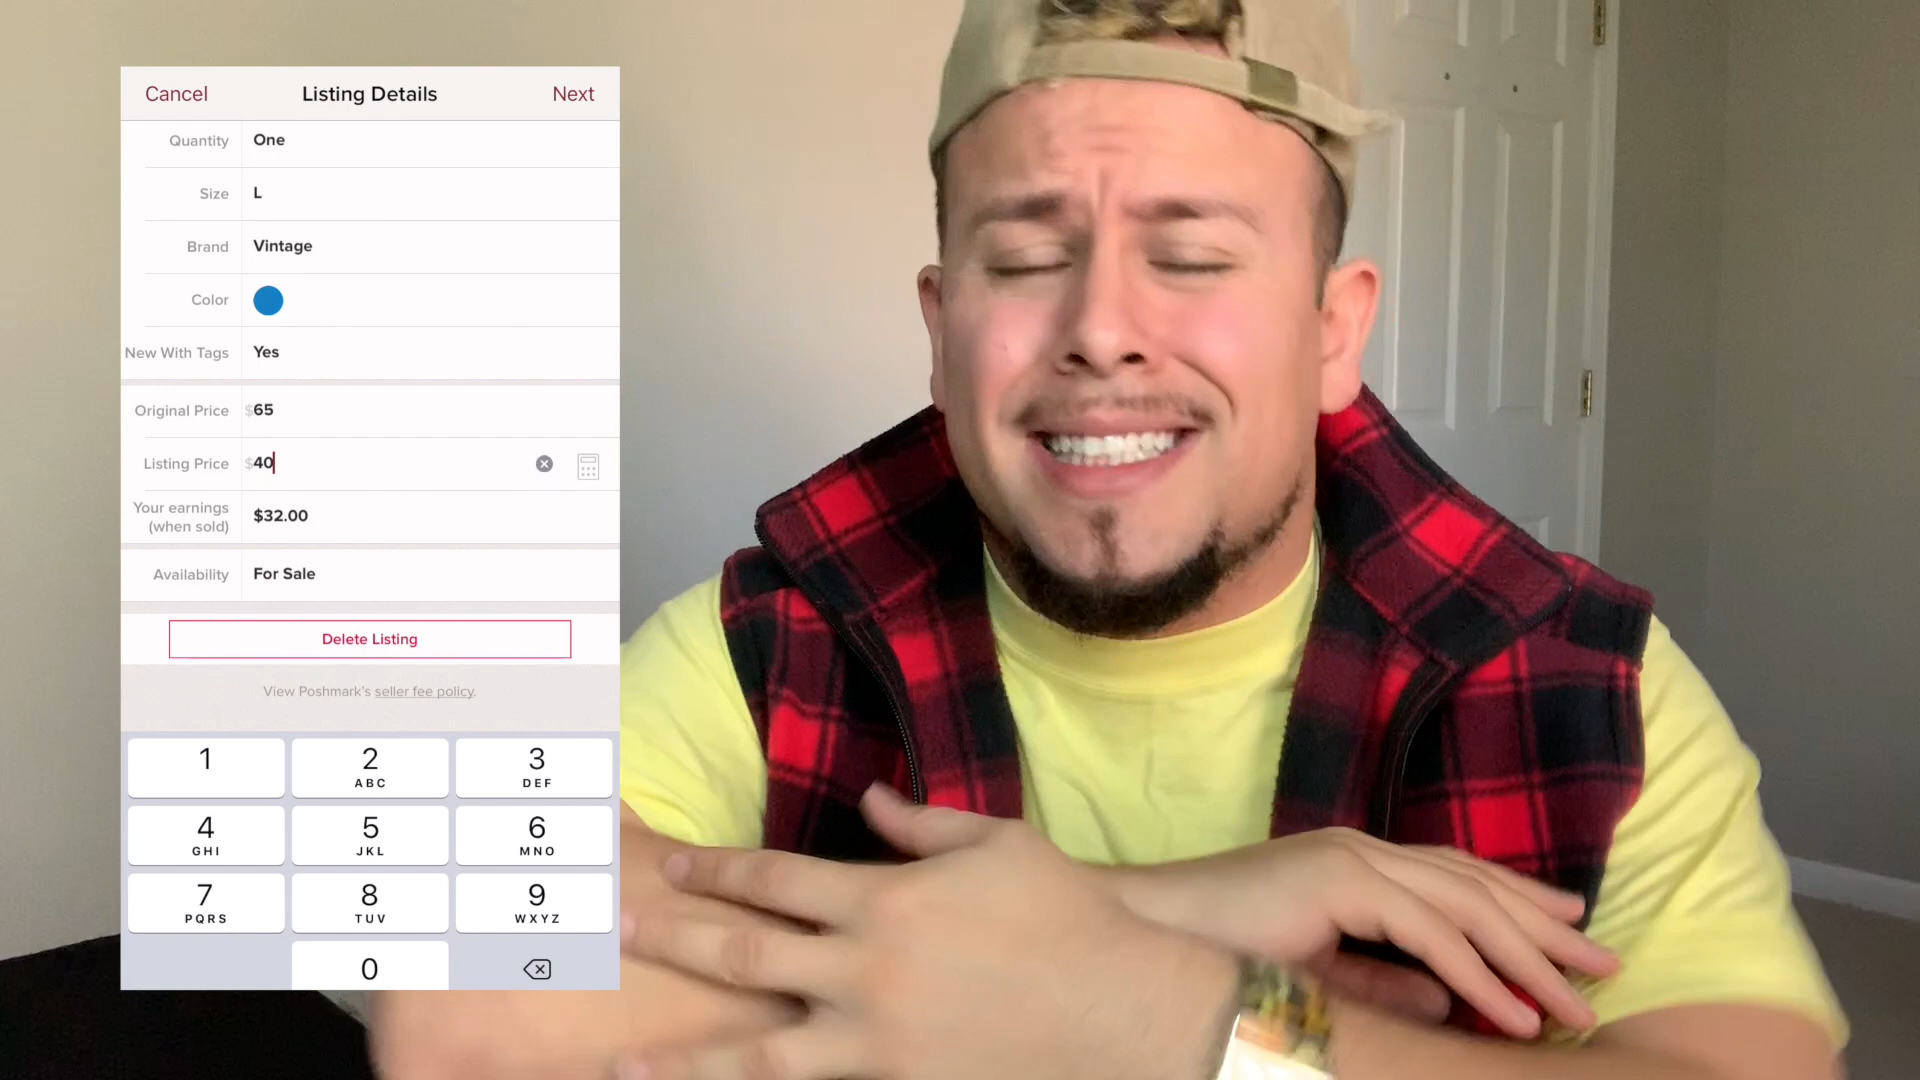 Cancel Listing Details Next
Quantity One
Size L
Brand Vintage
Color
New With Tags Yes
Original Price $65
Listing Price $40
Your earnings
(when sold) $32.00
Availability For Sale
Delete Listing
View Poshmark's seller fee policy.
1 2 3
ABC DEF
4 5 6
GHI JKL MNO
7 8 9
PQRS TUV WXYZ
0